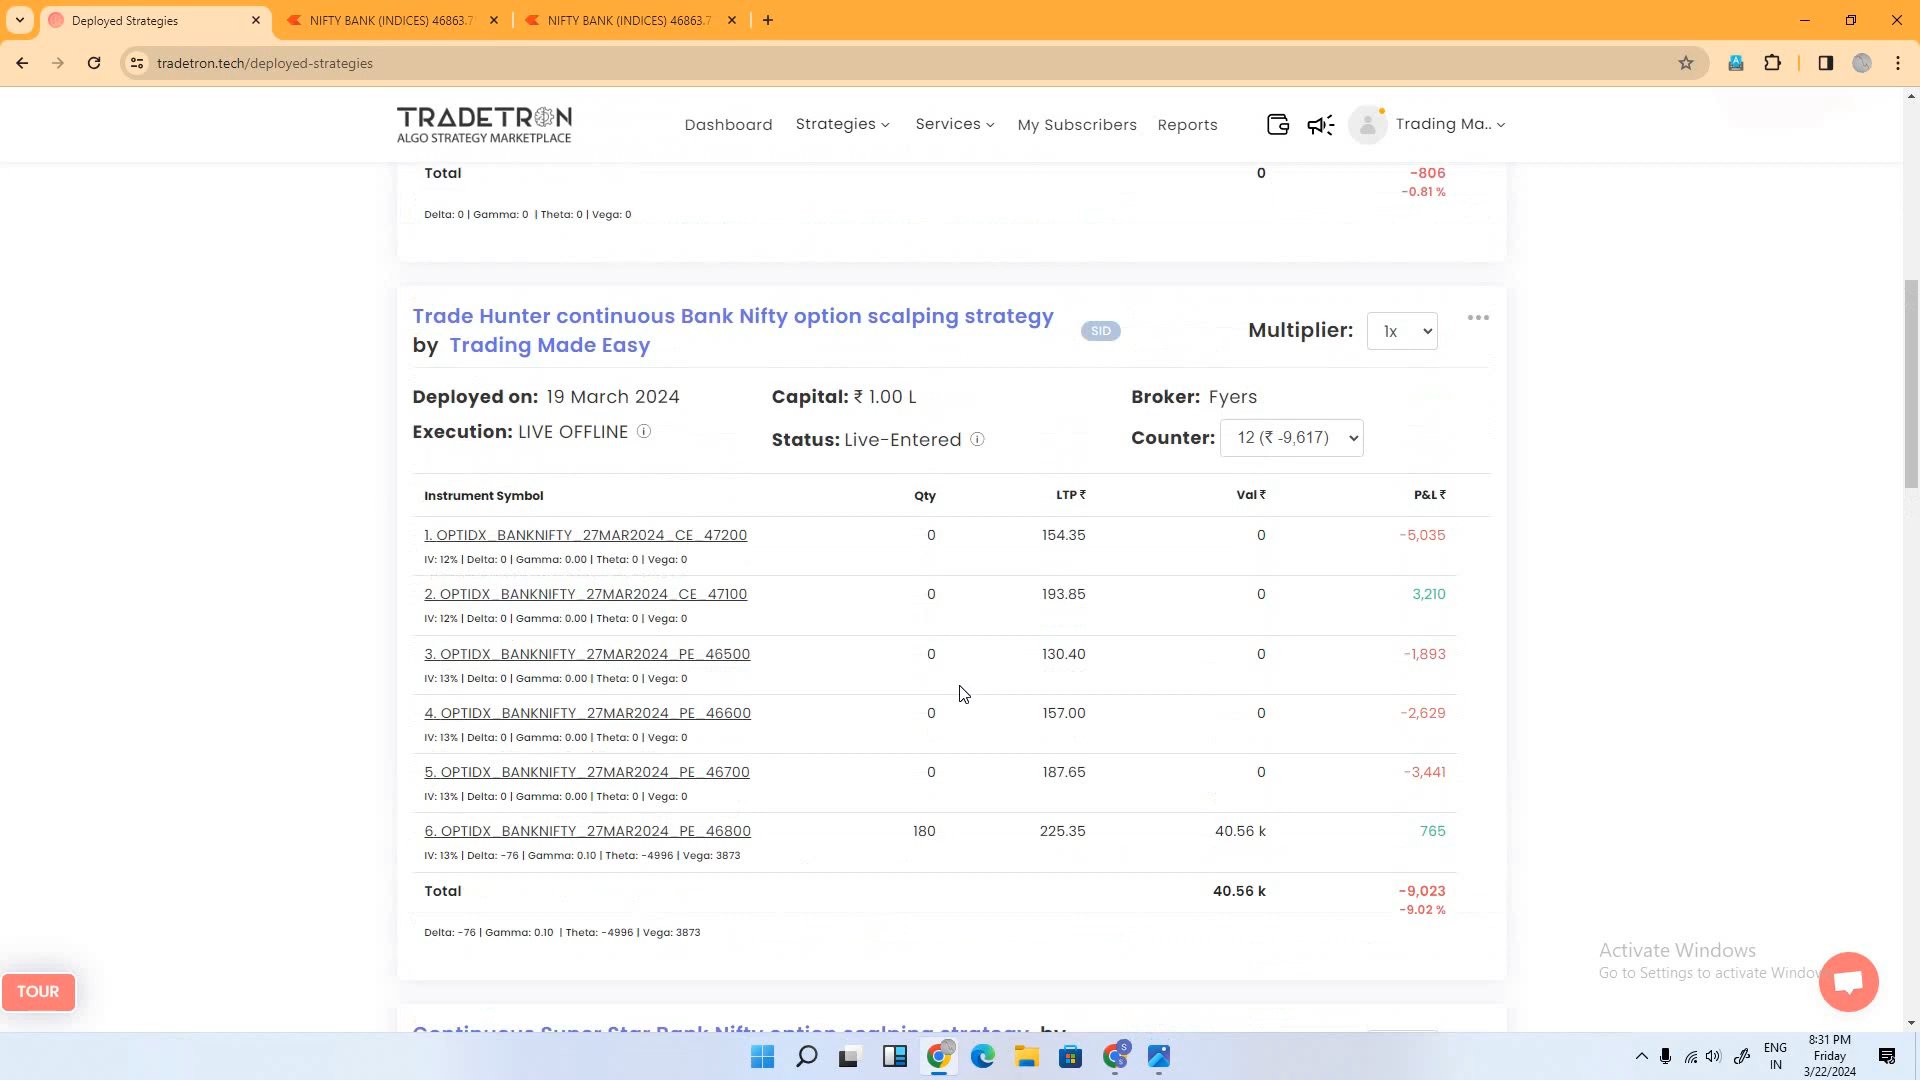 Deployed Strategies
NIFTY BANK (INDICES) 46863.7
NIFTY BANK (INDICES) 46863.7
tradetron.tech/deployed-strategies
TRADETRON
ALGO STRATEGY MARKETPLACE
Dashboard Strategies Services My Subscribers Reports Trading Ma..
Total 0 -806
-0.81 %
Delta: 0 | Gamma: 0 | Theta: 0 | Vega: 0
Trade Hunter continuous Bank Nifty option scalping strategy
by Trading Made Easy
SID
Multiplier: 1x
Deployed on: 19 March 2024 Capital: ₹ 1.00 L Broker: Fyers
Execution: LIVE OFFLINE Status: Live-Entered Counter: 12 (₹ -9,617)
Instrument Symbol Qty LTP ₹ Val ₹ P&L ₹
1. OPTIDX_BANKNIFTY_27MAR2024_CE_47200 0 154.35 0 -5,035
IV: 12% | Delta: 0 | Gamma: 0.00 | Theta: 0 | Vega: 0
2. OPTIDX_BANKNIFTY_27MAR2024_CE_47100 0 193.85 0 3,210
IV: 12% | Delta: 0 | Gamma: 0.00 | Theta: 0 | Vega: 0
3. OPTIDX_BANKNIFTY_27MAR2024_PE_46500 0 130.40 0 -1,893
IV: 13% | Delta: 0 | Gamma: 0.00 | Theta: 0 | Vega: 0
4. OPTIDX_BANKNIFTY_27MAR2024_PE_46600 0 157.00 0 -2,629
IV: 13% | Delta: 0 | Gamma: 0.00 | Theta: 0 | Vega: 0
5. OPTIDX_BANKNIFTY_27MAR2024_PE_46700 0 187.65 0 -3,441
IV: 13% | Delta: 0 | Gamma: 0.00 | Theta: 0 | Vega: 0
6. OPTIDX_BANKNIFTY_27MAR2024_PE_46800 180 225.35 40.56 k 765
IV: 13% | Delta: -76 | Gamma: 0.10 | Theta: -4996 | Vega: 3873
Total 40.56 k -9,023
-9.02 %
Delta: -76 | Gamma: 0.10 | Theta: -4996 | Vega: 3873
Continuous Super Star Bank Nifty option scalping strategy by
TOUR
Activate Windows
Go to Settings to activate Window
ENG
IN
8:31 PM
Friday
3/22/2024